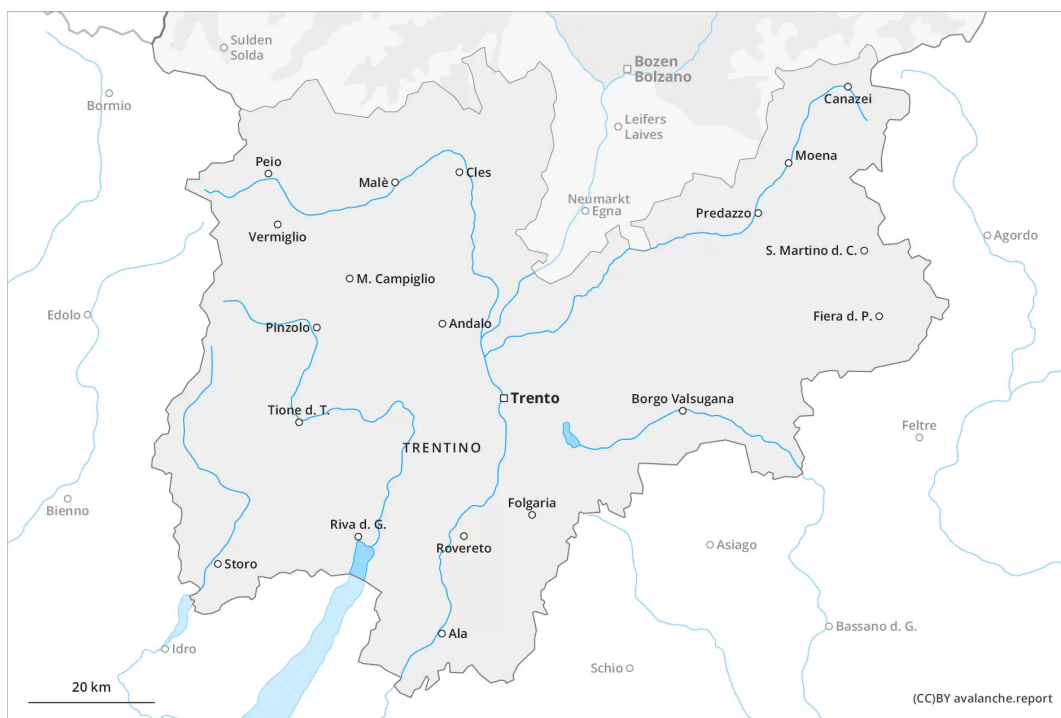 Sulden
Solda
Bozen
Bolzano
Bormio
Canazei
Leifers
Laives
Moena
Peio
Malè
Cles
Neumarkt
Egna
Predazzo
Vermiglio
S. Martino d. C.
Agordo
M. Campiglio
Edolo
Pinzolo
Andalo
Fiera d. P.
Trento
Borgo Valsugana
Tione d. T.
Feltre
TRENTINO
Bienno
Folgaria
Riva d. G.
Rovereto
Asiago
Storo
Bassano d. G.
Ala
Idro
Schio
20 km
(CC)BY avalanche.report